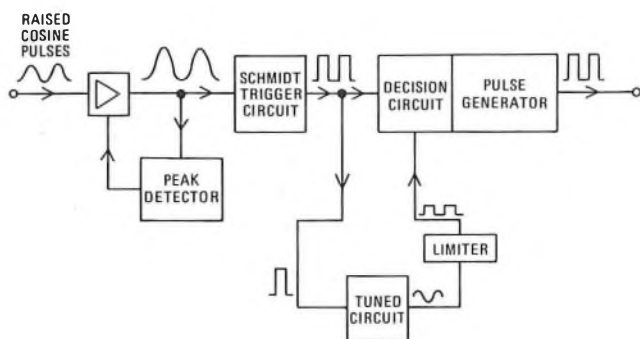 RAISED
COSINE
PULSES
SCHMIDT
TRIGGER
CIRCUIT
DECISION
CIRCUIT
PULSE
GENERATOR
PEAK
DETECTOR
LIMITER
TUNED
CIRCUIT